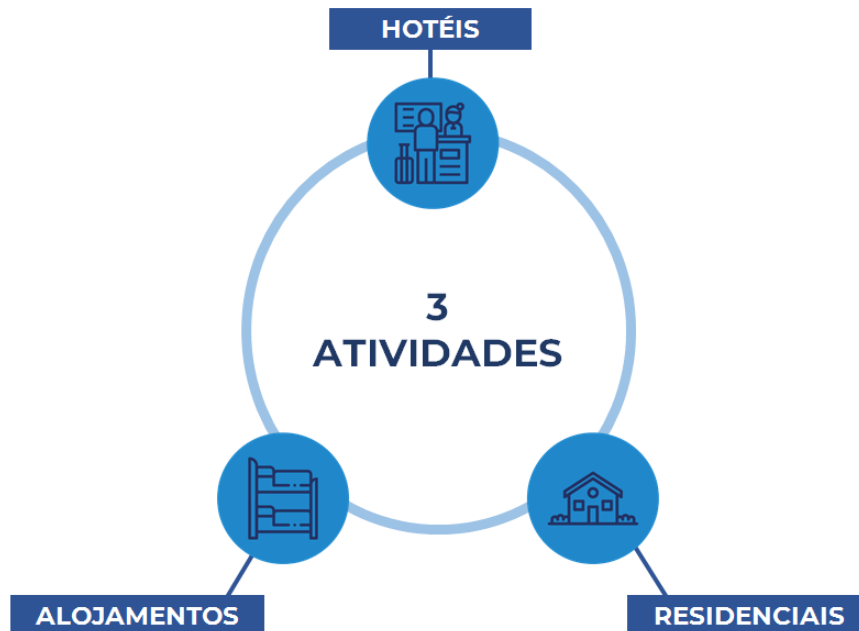 HOTÉIS
3
ATIVIDADES
ALOJAMENTOS
RESIDENCIAIS